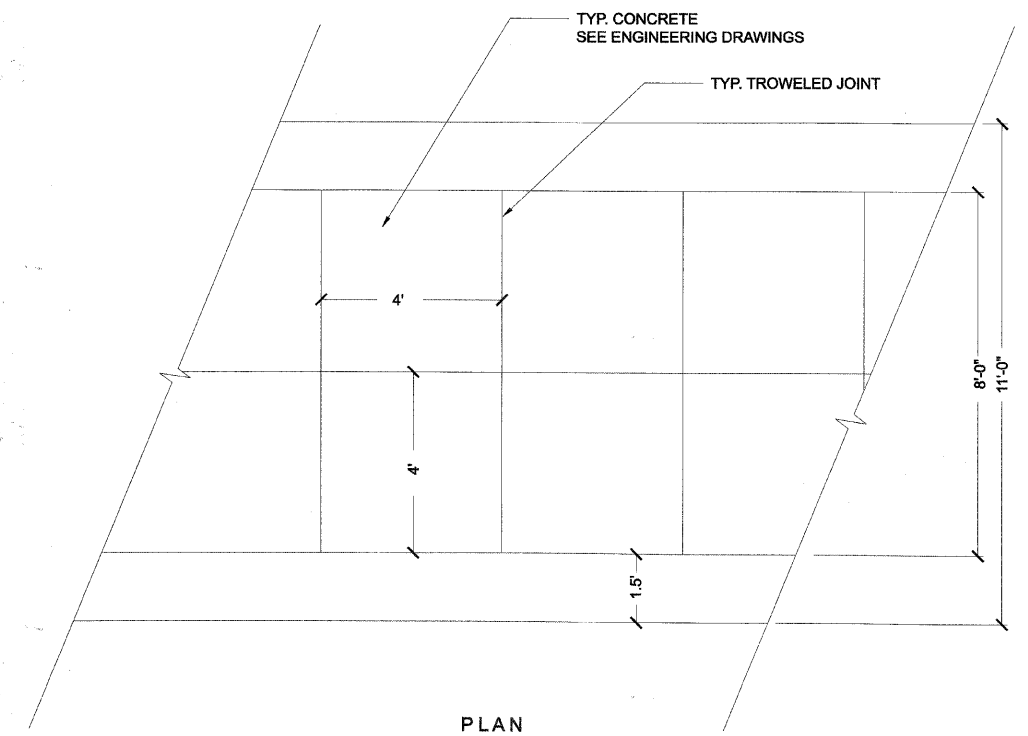 TYP. CONCRETE
SEE ENGINEERING DRAWINGS
TYP. TROWELED JOINT
4'
4'
8'-0"
11'-0"
1.5'
PLAN